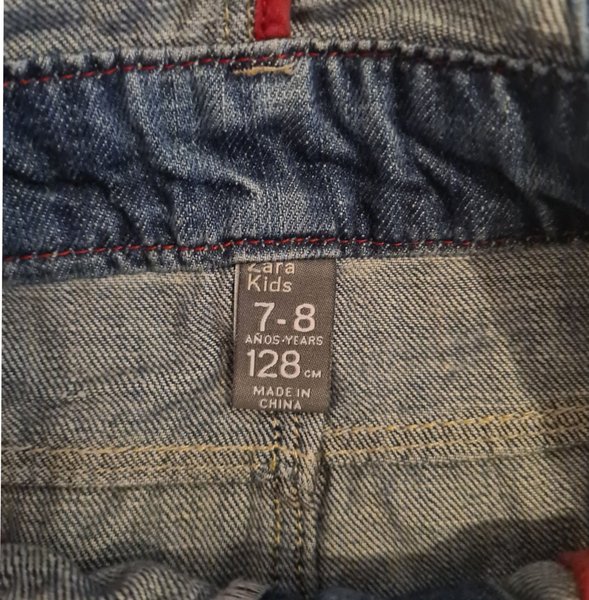 Zara
Kids
7-8
AÑOS-YEARS
128 CM
MADE IN
CHINA